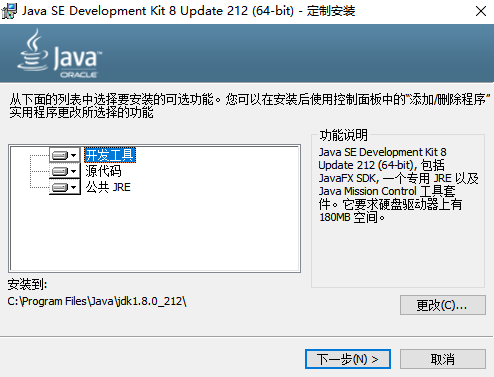 Java SE Development Kit 8 Update 212 (64-bit) - 定制安装
Java
ORACLE
从下面的列表中选择要安装的可选功能。您可以在安装后使用控制面板中的"添加/删除程序"
实用程序更改所选择的功能
开发工具
源代码
公共 JRE
功能说明
Java SE Development Kit 8
Update 212 (64-bit), 包括
JavaFX SDK, 一个专用 JRE 以及
Java Mission Control 工具套
件。它要求硬盘驱动器上有
180MB 空间。
安装到:
C:\Program Files\Java\jdk1.8.0_212\
更改(C)...
下一步(N) >
取消